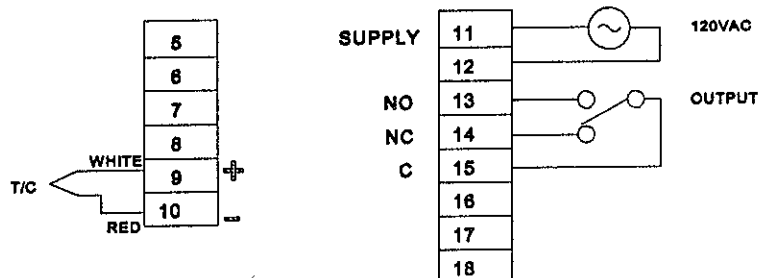 5
6
7
8
WHITE
9 +
T/C
10
RED -
SUPPLY 11 120VAC
12
NO 13 OUTPUT
NC 14
C 15
16
17
18